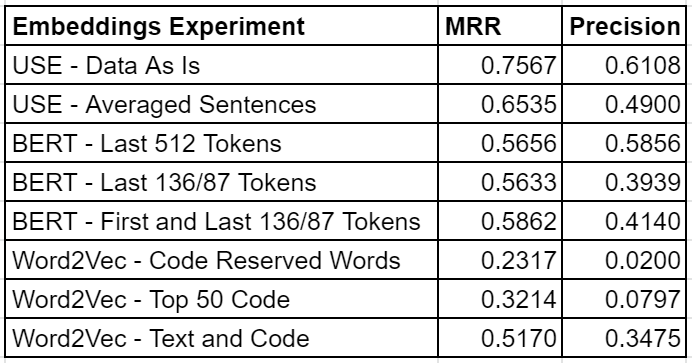 Embeddings Experiment MRR Precision
USE - Data As Is 0.7567 0.6108
USE - Averaged Sentences 0.6535 0.4900
BERT - Last 512 Tokens 0.5656 0.5856
BERT - Last 136/87 Tokens 0.5633 0.3939
BERT - First and Last 136/87 Tokens 0.5862 0.4140
Word2Vec - Code Reserved Words 0.2317 0.0200
Word2Vec - Top 50 Code 0.3214 0.0797
Word2Vec - Text and Code 0.5170 0.3475